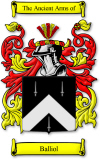 The Ancient Arms of
Balliol